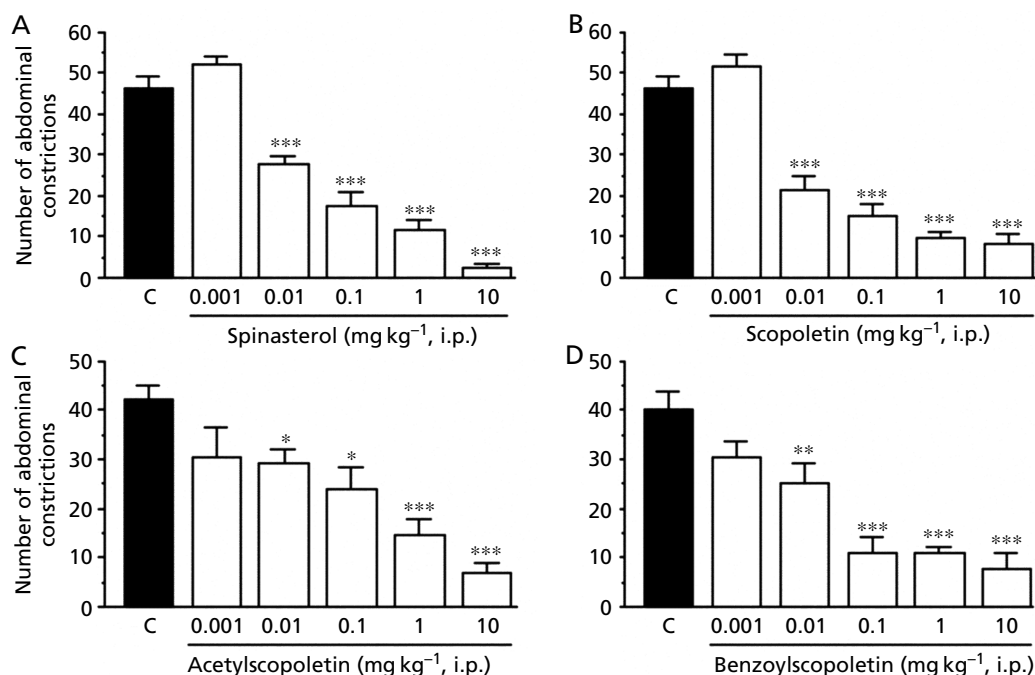 A
Number of abdominal
constrictions
60
50
40
30
20
10
0
***
***
***
***
C 0.001 0.01 0.1 1 10
Spinasterol (mg kg⁻¹, i.p.)
B
60
50
40
30
20
10
0
***
***
***
***
C 0.001 0.01 0.1 1 10
Scopoletin (mg kg⁻¹, i.p.)
C
Number of abdominal
constrictions
50
40
30
20
10
0
*
*
***
***
C 0.001 0.01 0.1 1 10
Acetylscopoletin (mg kg⁻¹, i.p.)
D
50
40
30
20
10
0
**
***
***
***
C 0.001 0.01 0.1 1 10
Benzoylscopoletin (mg kg⁻¹, i.p.)